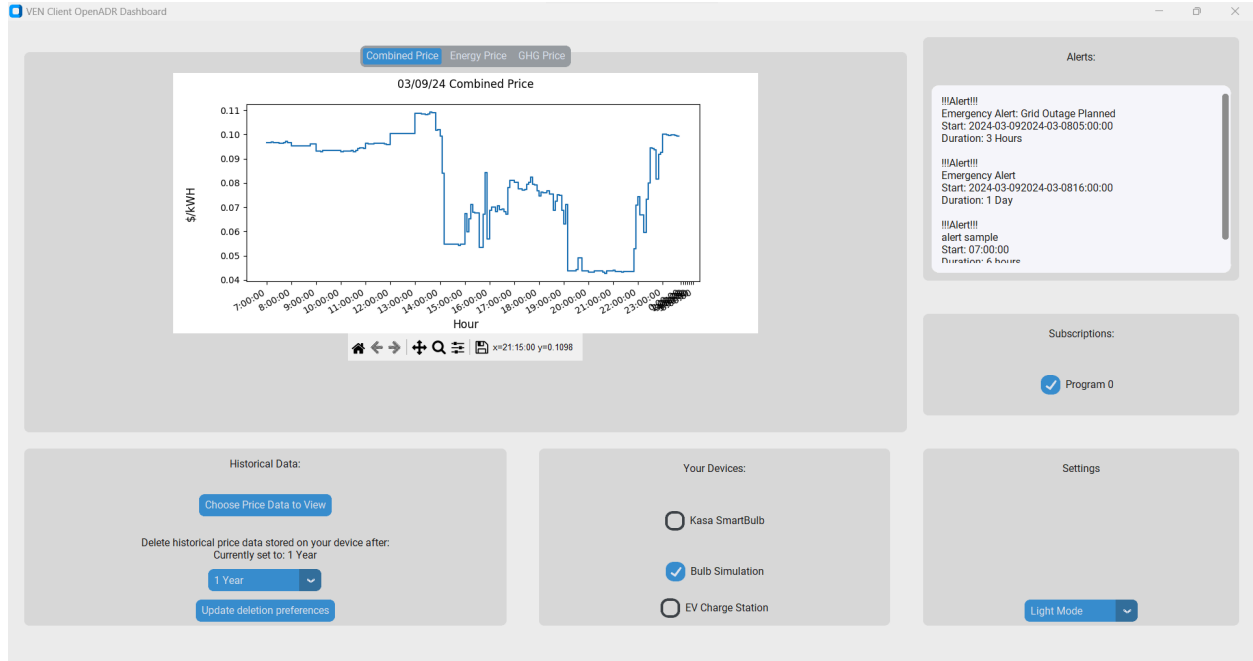 VEN Client OpenADR Dashboard
Combined Price Energy Price GHG Price
03/09/24 Combined Price
0.11
0.10
0.09
0.08
0.07
0.06
0.05
0.04
$/kWH
7:00:00 8:00:00 9:00:00 10:00:00 11:00:00 12:00:00 13:00:00 14:00:00 15:00:00 16:00:00 17:00:00 18:00:00 19:00:00 20:00:00 21:00:00 22:00:00 23:00:00
Hour
x=21:15:00 y=0.1098
Alerts:
!!!Alert!!!
Emergency Alert: Grid Outage Planned
Start: 2024-03-092024-03-0805:00:00
Duration: 3 Hours
!!!Alert!!!
Emergency Alert
Start: 2024-03-092024-03-0816:00:00
Duration: 1 Day
!!!Alert!!!
alert sample
Start: 07:00:00
Duration: 6 hours
Subscriptions:
Program 0
Historical Data:
Choose Price Data to View
Delete historical price data stored on your device after:
Currently set to: 1 Year
1 Year
Update deletion preferences
Your Devices:
Kasa SmartBulb
Bulb Simulation
EV Charge Station
Settings
Light Mode